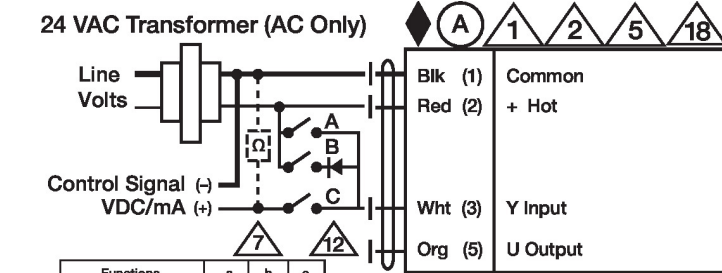 24 VAC Transformer (AC Only)
A 1 2 5 18
Line
Volts
Blk (1) Common
Red (2) + Hot
A
Ω
B
Control Signal (–)
VDC/mA (+)
C
Wht (3) Y Input
7 12
Org (5) U Output
Functions a b c